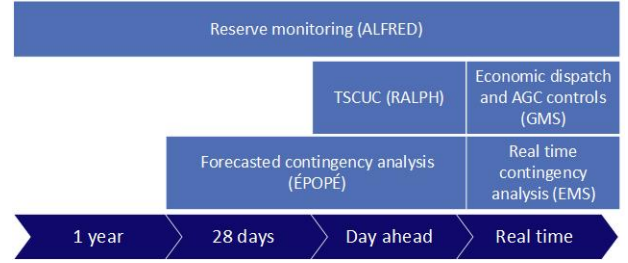 Reserve monitoring (ALFRED)
TSCUC (RALPH)
Economic dispatch
and AGC controls
(GMS)
Forecasted contingency analysis
(ÉPOPÉ)
Real time
contingency
analysis (EMS)
1 year
28 days
Day ahead
Real time